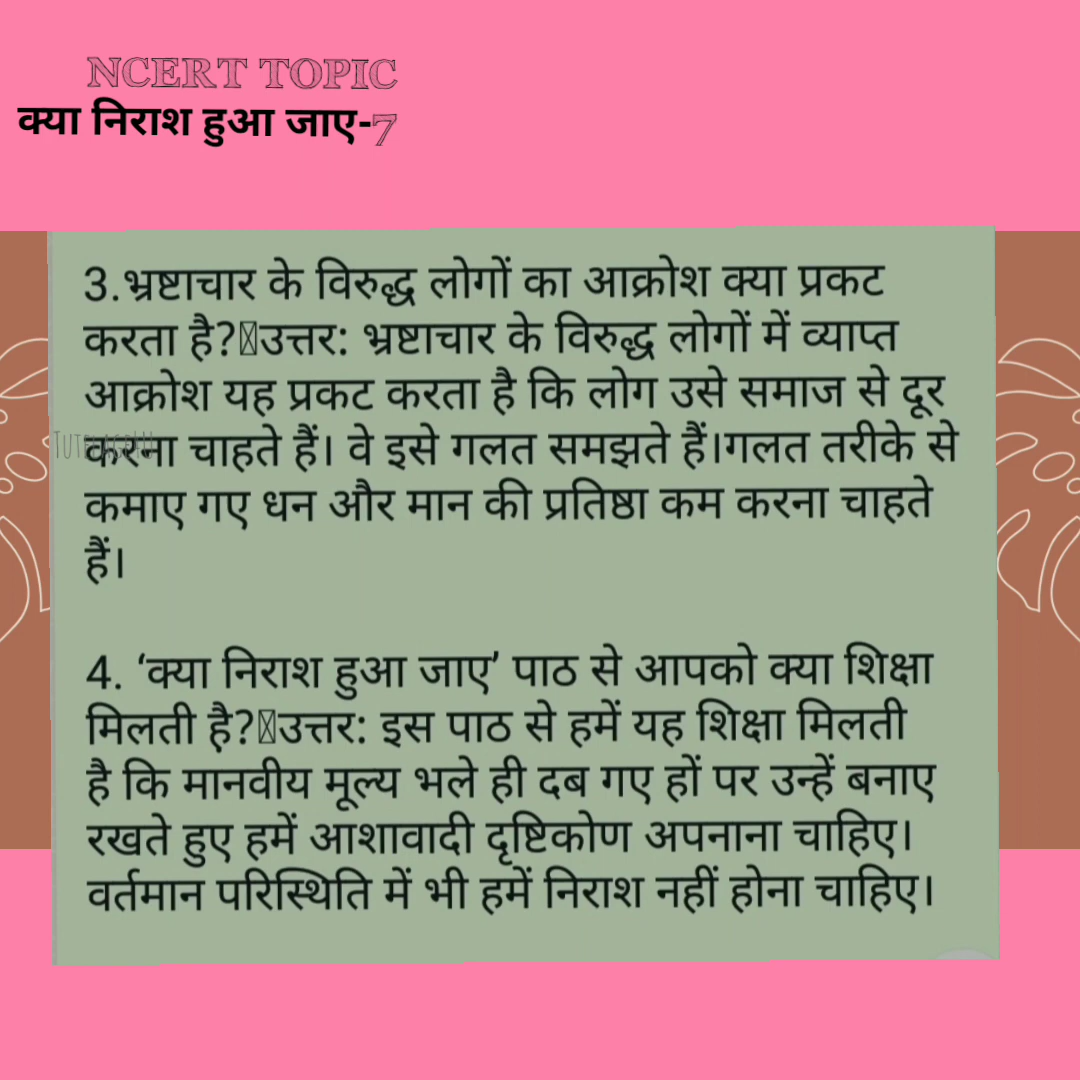 NCERT TOPIC
क्या निराश हुआ जाए-7
3.भ्रष्टाचार के विरुद्ध लोगों का आक्रोश क्या प्रकट
करता है?उत्तर: भ्रष्टाचार के विरुद्ध लोगों में व्याप्त
आक्रोश यह प्रकट करता है कि लोग उसे समाज से दूर
करना चाहते हैं। वे इसे गलत समझते हैं।गलत तरीके से
कमाए गए धन और मान की प्रतिष्ठा कम करना चाहते
हैं।
4. ‘क्या निराश हुआ जाए’ पाठ से आपको क्या शिक्षा
मिलती है?उत्तर: इस पाठ से हमें यह शिक्षा मिलती
है कि मानवीय मूल्य भले ही दब गए हों पर उन्हें बनाए
रखते हुए हमें आशावादी दृष्टिकोण अपनाना चाहिए।
वर्तमान परिस्थिति में भी हमें निराश नहीं होना चाहिए।